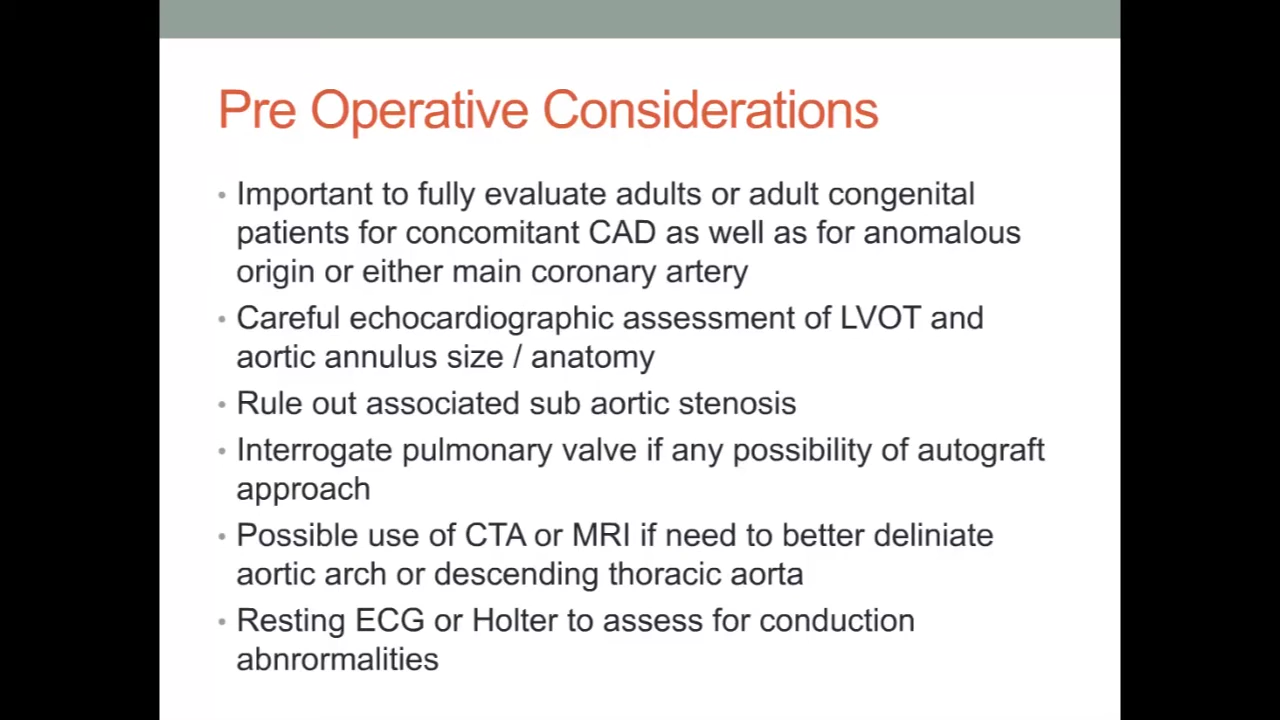 Pre Operative Considerations
• Important to fully evaluate adults or adult congenital
patients for concomitant CAD as well as for anomalous
origin or either main coronary artery
• Careful echocardiographic assessment of LVOT and
aortic annulus size / anatomy
• Rule out associated sub aortic stenosis
• Interrogate pulmonary valve if any possibility of autograft
approach
• Possible use of CTA or MRI if need to better deliniate
aortic arch or descending thoracic aorta
• Resting ECG or Holter to assess for conduction
abnrormalities